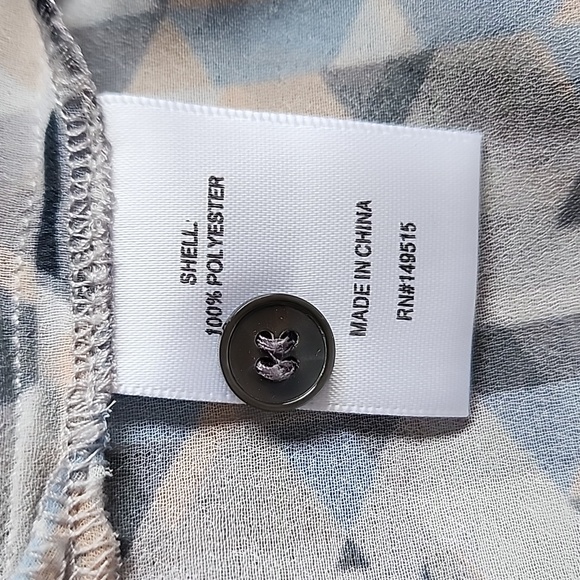 SHELL:
100% POLYESTER
MADE IN CHINA
RN#149515